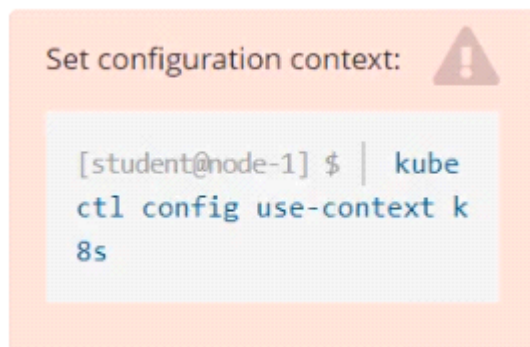 Set configuration context:
[student@node-1] $ | kube
ctl config use-context k
8s